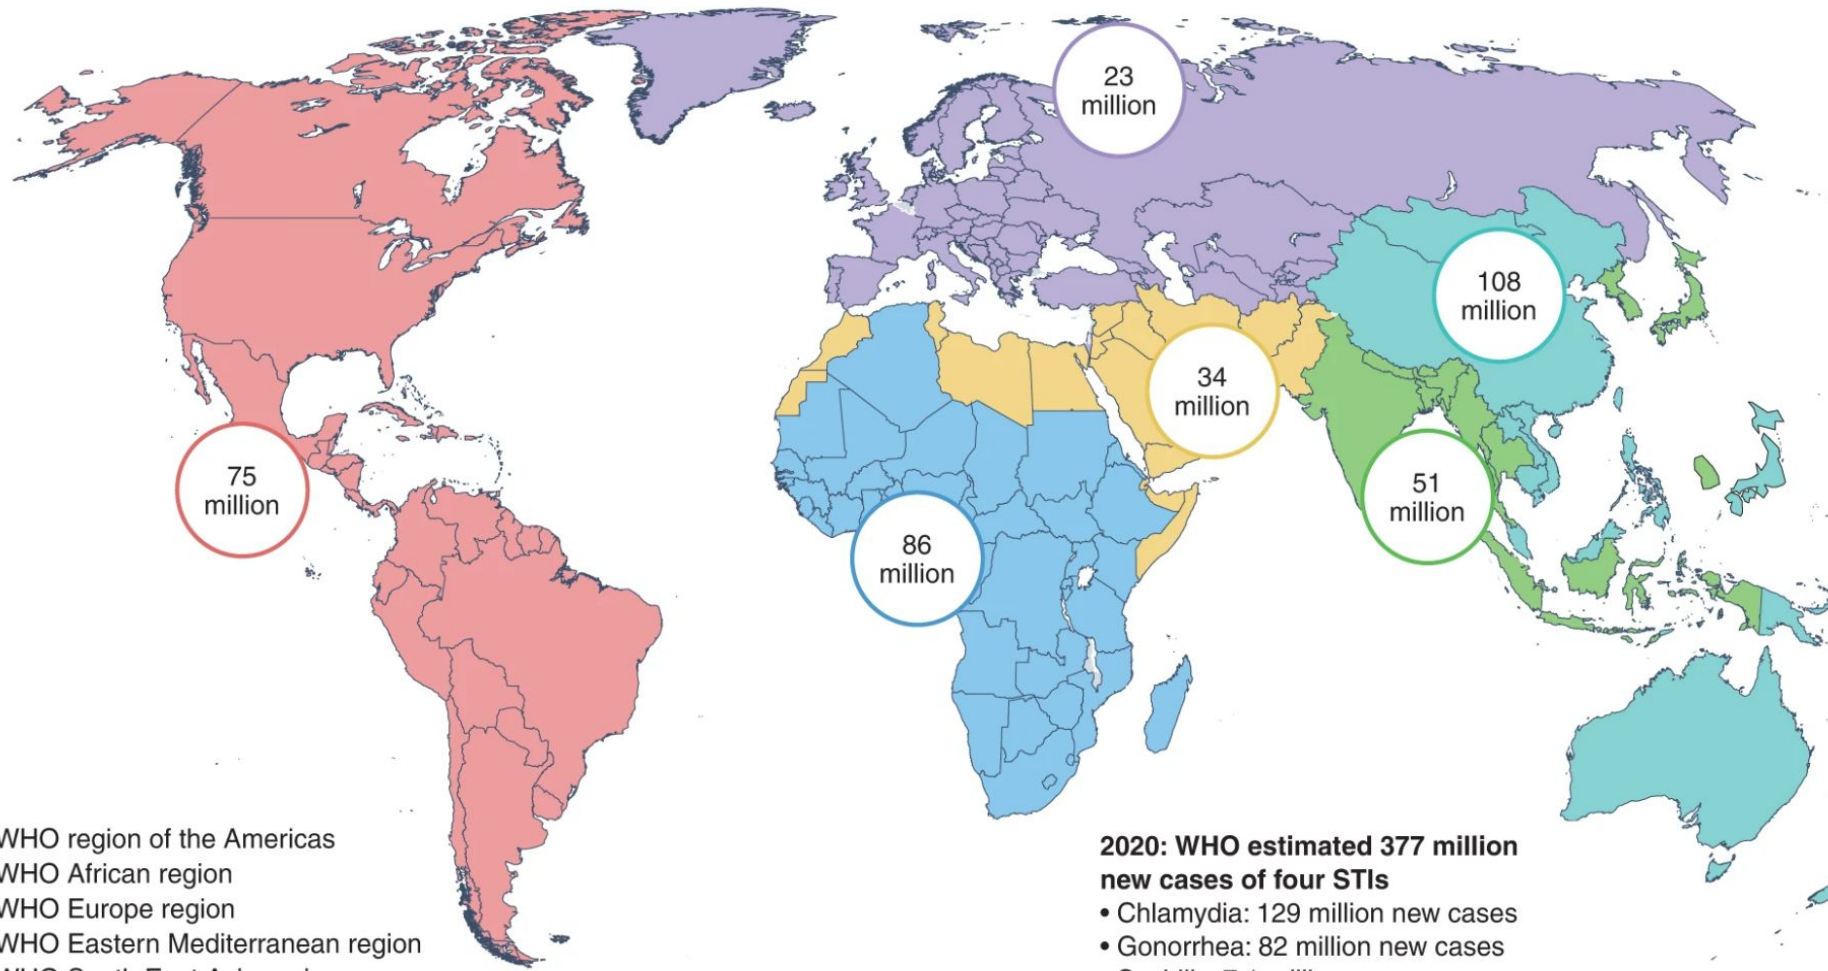 23
million
108
million
34
million
75
million
51
million
86
million
WHO region of the Americas
WHO African region
WHO Europe region
WHO Eastern Mediterranean region
2020: WHO estimated 377 million
new cases of four STIs
• Chlamydia: 129 million new cases
• Gonorrhea: 82 million new cases